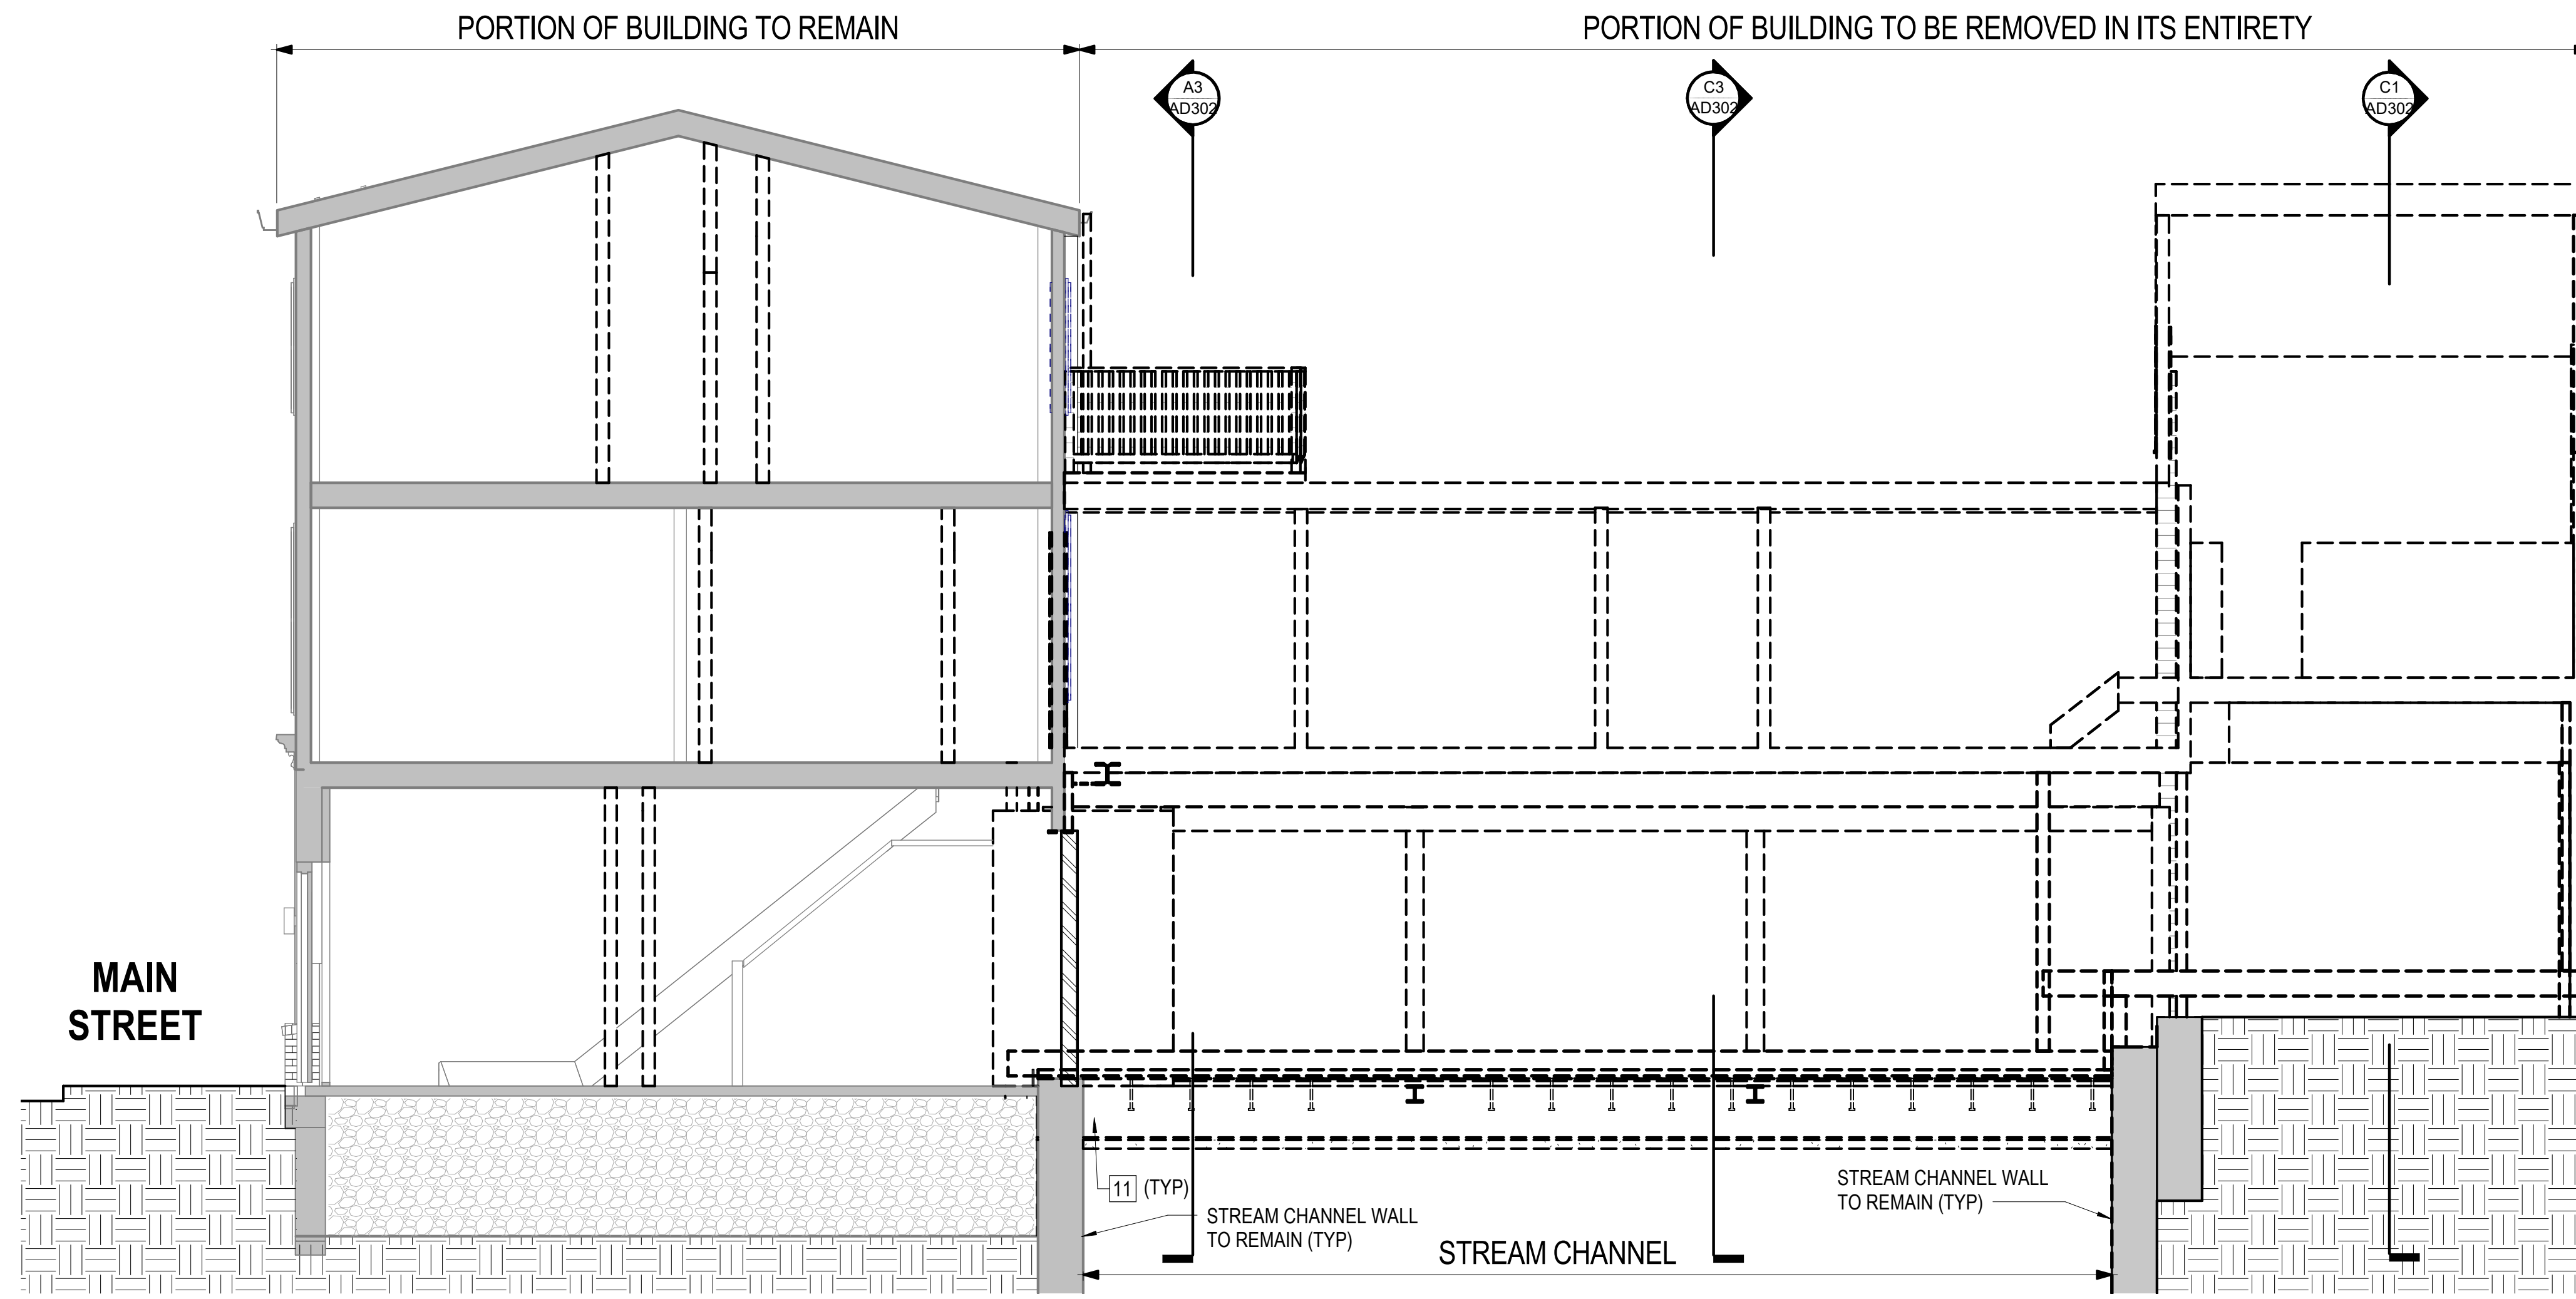 PORTION OF BUILDING TO REMAIN
PORTION OF BUILDING TO BE REMOVED IN ITS ENTIRETY
A3
AD302
C3
AD302
C1
AD302
MAIN
STREET
11 (TYP)
STREAM CHANNEL WALL
TO REMAIN (TYP)
STREAM CHANNEL WALL
TO REMAIN (TYP)
STREAM CHANNEL